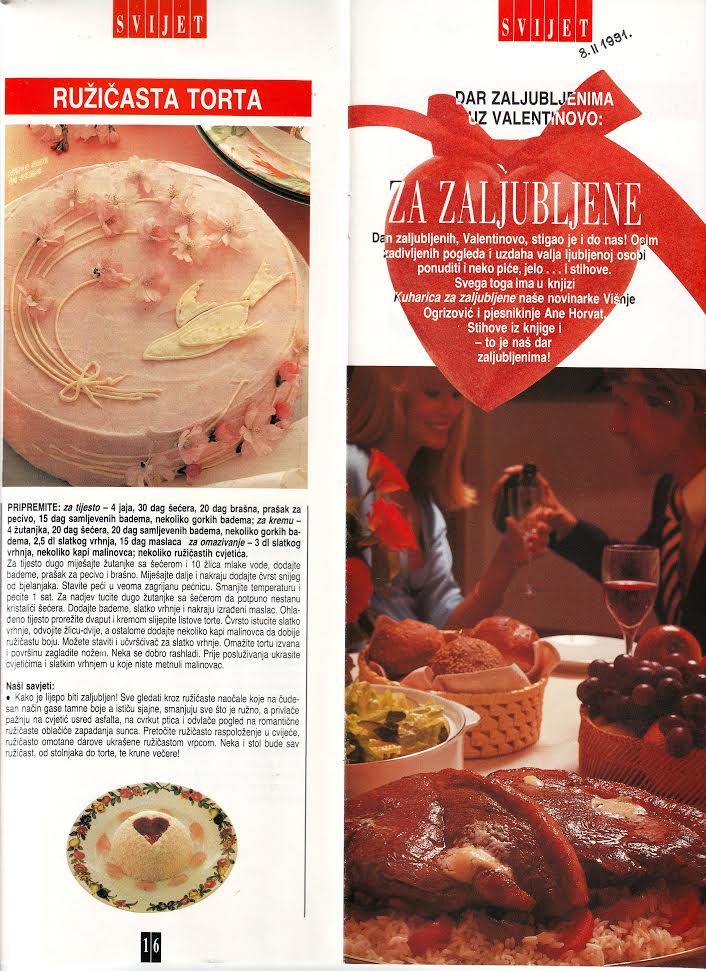 SVIJET
RUŽIČASTA TORTA
PRIPREMITE: za tijesto – 4 jaja, 30 dag šećera, 20 dag brašna, prašak za
pecivo, 15 dag samljevenih badema, nekoliko gorkih badema; za kremu –
4 žutanjka, 20 dag šećera, 20 dag samljevenih badema, nekoliko gorkih ba-
dema, 2,5 dl slatkog vrhnja, 15 dag maslaca za omazivanje – 3 dl slatkog
vrhnja, nekoliko kapi malinovca; nekoliko ružičastih cvjetića.
Za tijesto dugo miješajte žutanjke sa šećerom i 10 žlica mlake vode, dodajte
bademe, prašak za pecivo i brašno. Miješajte dalje i nakraju dodajte čvrst snijeg
od bjelanjaka. Stavite peći u veoma zagrijanu pećnicu. Smanjite temperaturu i
pecite 1 sat. Za nadjev tucite dugo žutanjke sa šećerom da potpuno nestanu
kristalići šećera. Dodajte bademe, slatko vrhnje i nakraju izrađeni maslac. Ohla-
đeno tijesto prorežite dvaput i kremom slijepite listove torte. Čvrsto istucite slatko
vrhnje, odvojite žlicu-dvije, a ostalome dodajte nekoliko kapi malinovca da dobije
ružičastu boju. Možete staviti i učvršćivač za slatko vrhnje. Omažite tortu izvana
i površinu zagladite nožem. Neka se dobro rashladi. Prije posluživanja ukrasite
cvjetićima i slatkim vrhnjem u koje niste metnuli malinovac.
Naši savjeti:
● Kako je lijepo biti zaljubljen! Sve gledati kroz ružičaste naočale koje na čude-
san način gase tamne boje a ističu sjajne, smanjuju sve što je ružno, a privlače
pažnju na cvjetić usred asfalta, na cvrkut ptica i odvlače pogled na romantične
ružičaste oblačiće zapadanja sunca. Pretočite ružičasto raspoloženje u cvijeće,
ružičasto omotane darove ukrašene ružičastom vrpcom. Neka i stol bude sav
ružičast, od stolnjaka do torte, te krune večere!
16
SVIJET
8.II 1991.
DAR ZALJUBLJENIMA
UZ VALENTINOVO:
ZA ZALJUBLJENE
Dan zaljubljenih, Valentinovo, stigao je i do nas! Osim
zadivljenih pogleda i uzdaha valja ljubljenoj osobi
ponuditi i neko piće, jelo . . . i stihove.
Svega toga ima u knjizi
Kuharica za zaljubljene naše novinarke Višnje
Ogrizović i pjesnikinje Ane Horvat.
Stihove iz knjige i
– to je naš dar
zaljubljenima!